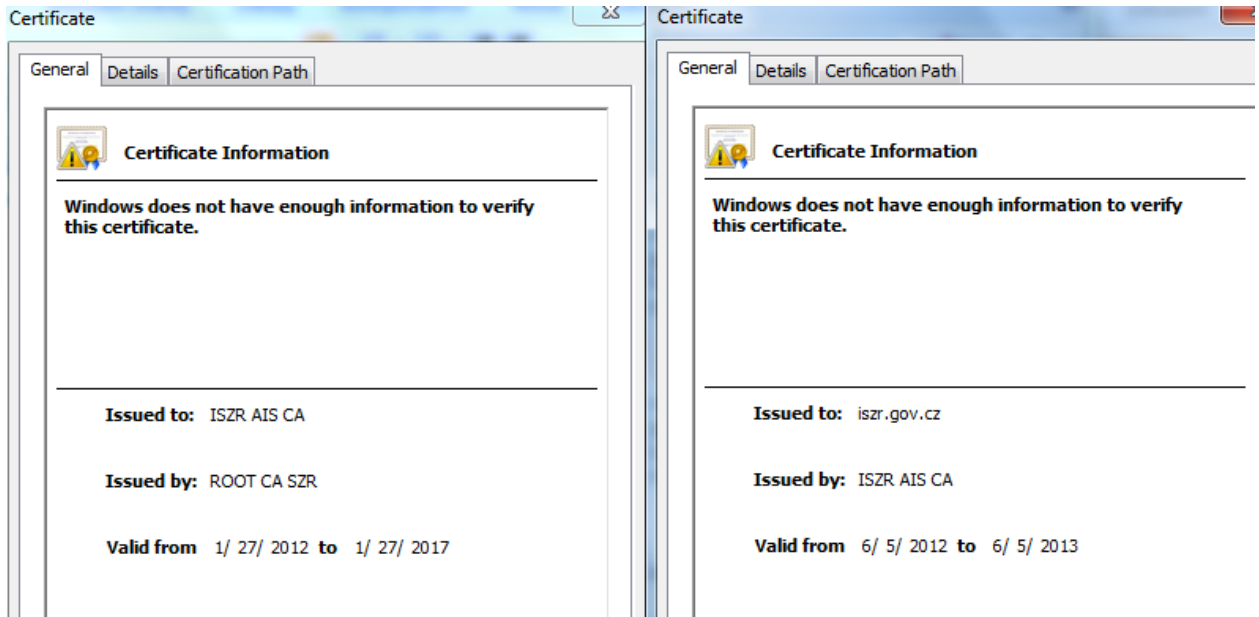 Certificate
General Details Certification Path
Certificate Information
Windows does not have enough information to verify
this certificate.
Issued to: ISZR AIS CA
Issued by: ROOT CA SZR
Valid from 1/ 27/ 2012 to 1/ 27/ 2017
Certificate
General Details Certification Path
Certificate Information
Windows does not have enough information to verify
this certificate.
Issued to: iszr.gov.cz
Issued by: ISZR AIS CA
Valid from 6/ 5/ 2012 to 6/ 5/ 2013